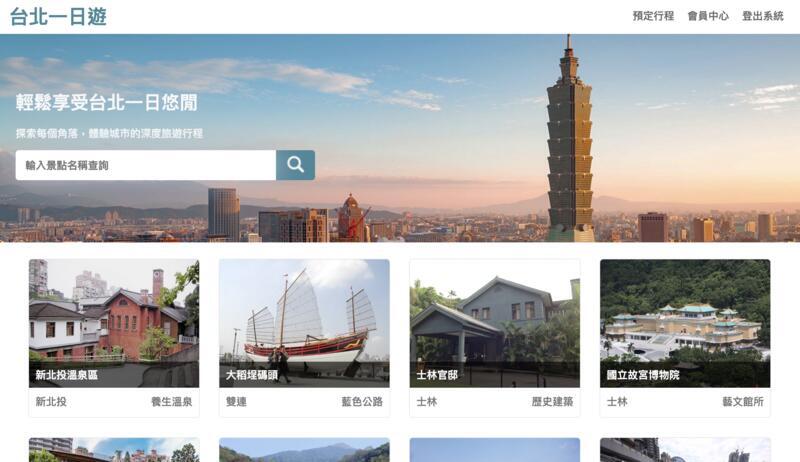 台北一日遊
預定行程 會員中心 登出系統
輕鬆享受台北一日悠閒
探索每個角落，體驗城市的深度旅遊行程
輸入景點名稱查詢
新北投溫泉區
新北投 養生溫泉
大稻埕碼頭
雙連 藍色公路
士林官邸
士林 歷史建築
國立故宮博物院
士林 藝文館所